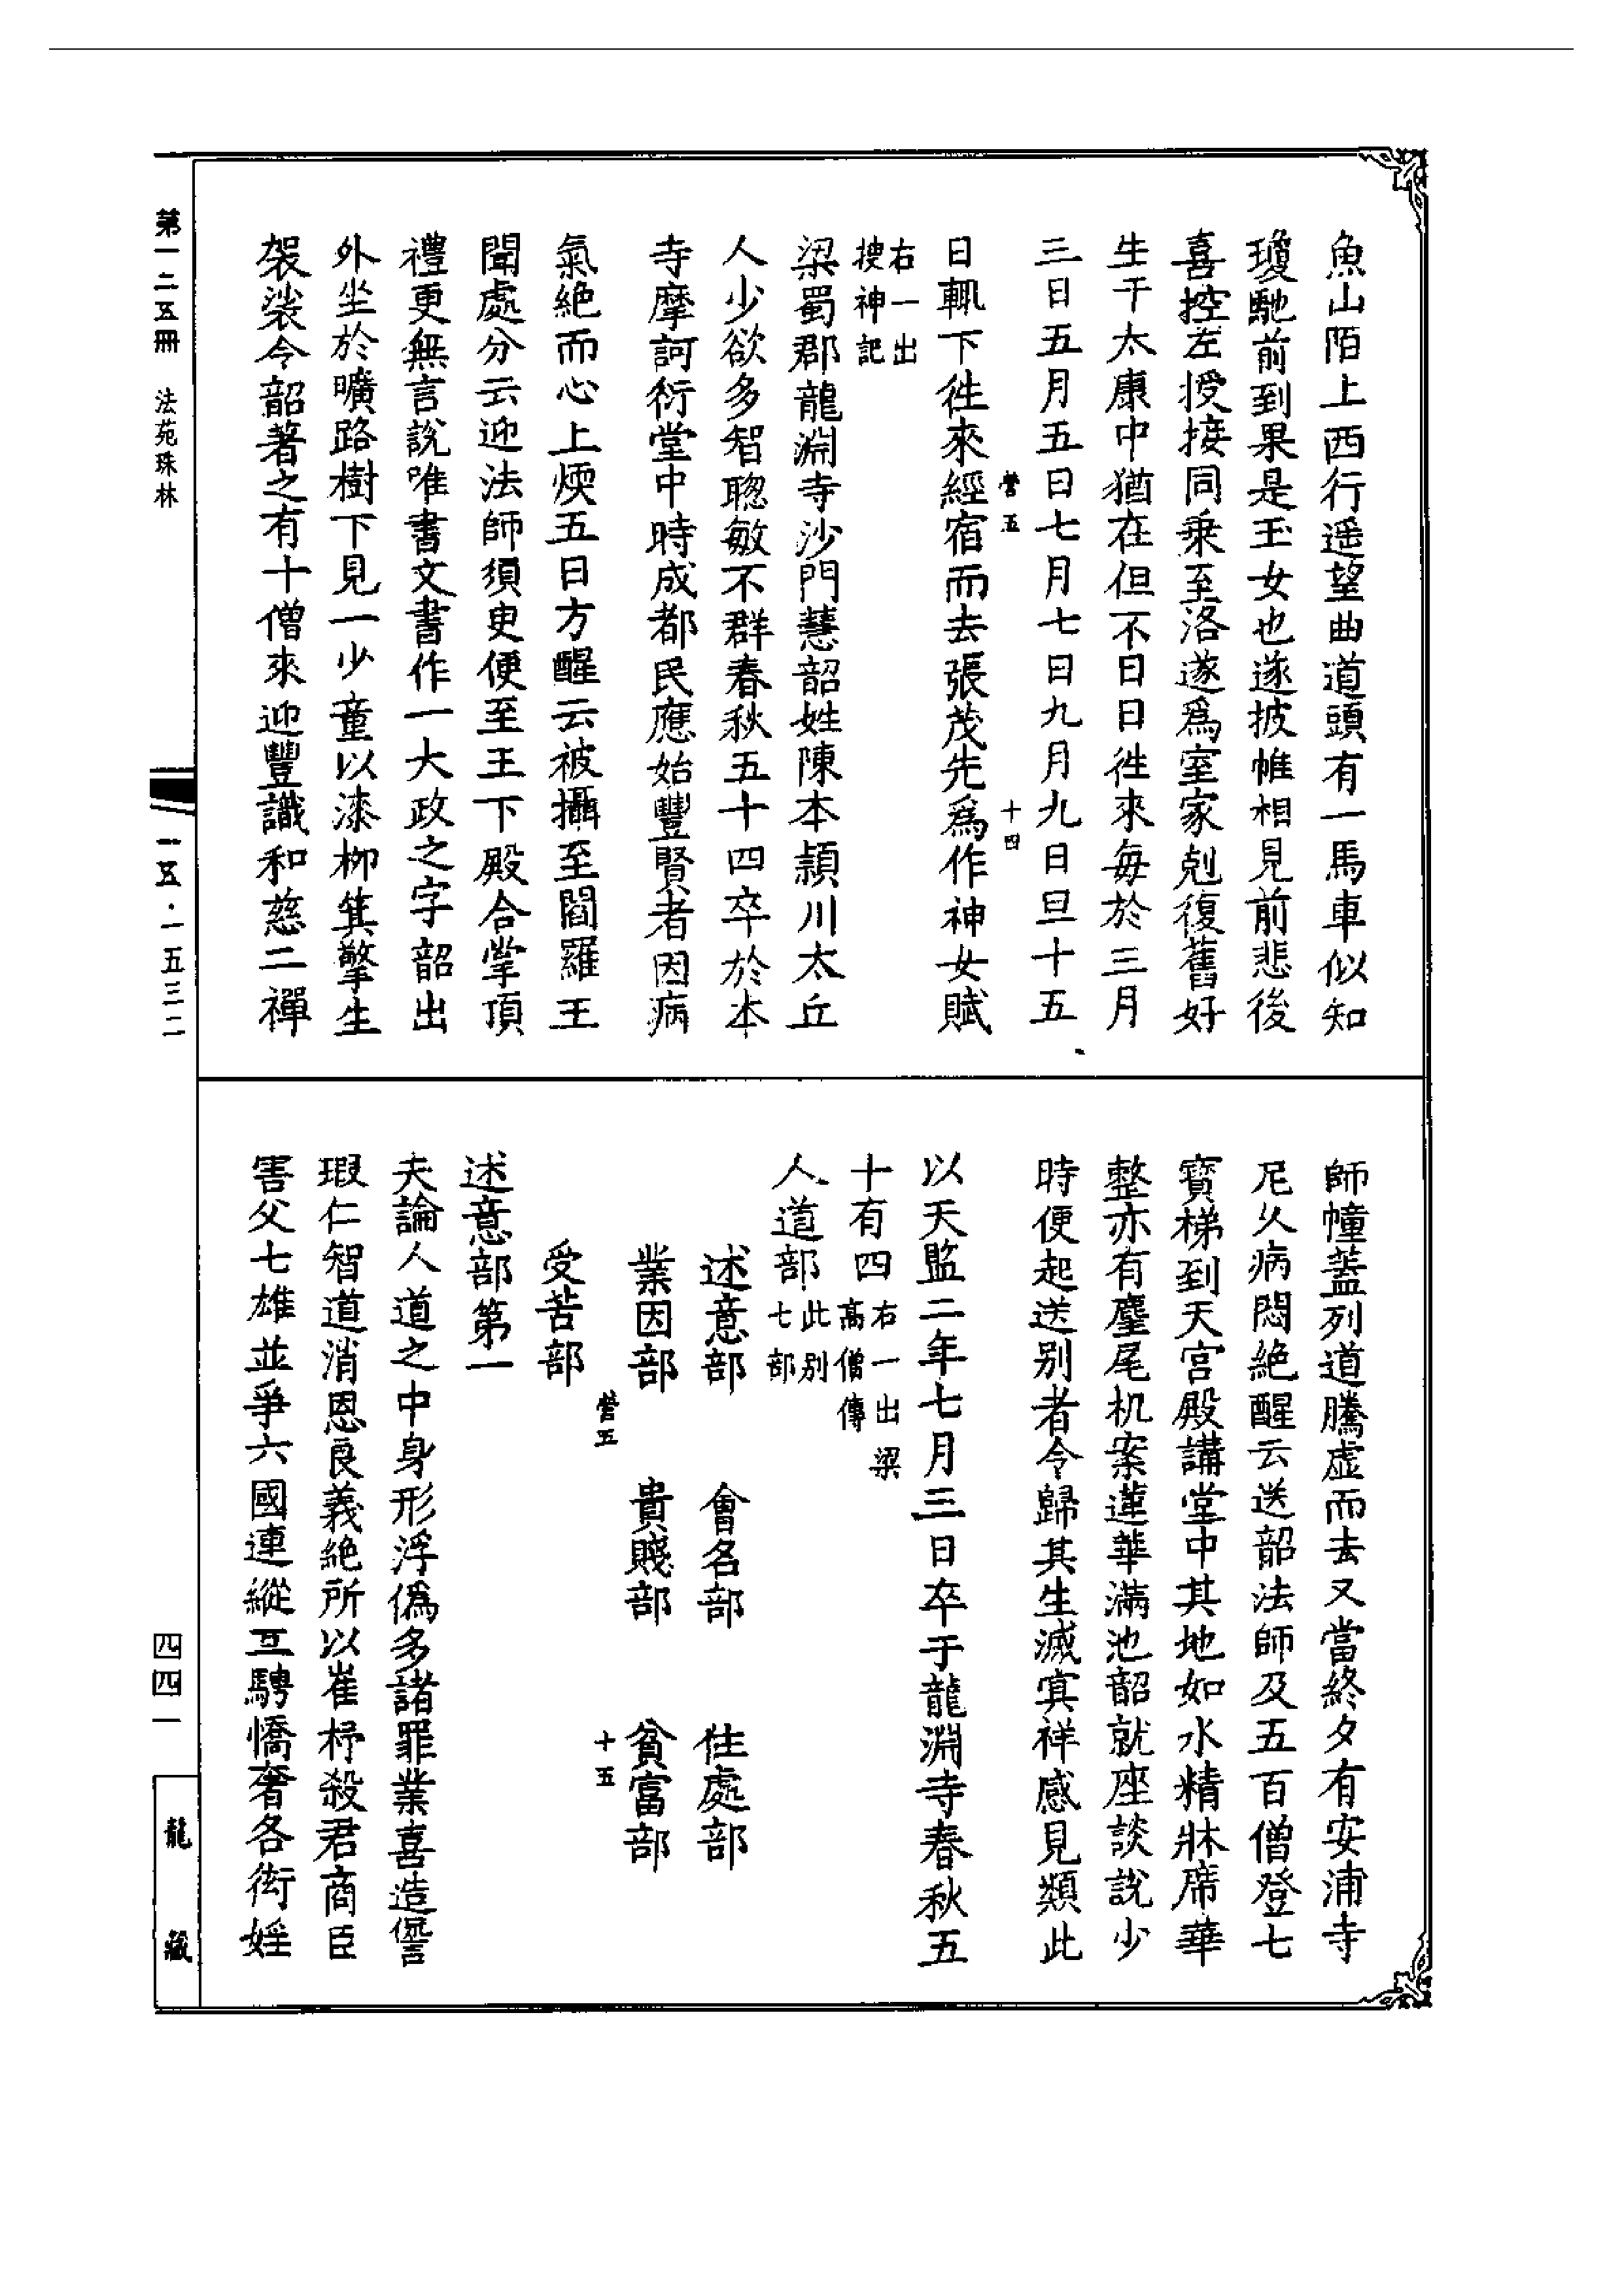 魚山陌上西行遥望曲道頭有一馬車似知
瓊馳前到果是玉女也遂披帷相見前悲後
喜控左授接同乗至洛遂爲室家剋復舊好
生于太康中猶在但不日日徃來毎於三月
三日五月五日七月七日九月九日旦十五
營五 十四
日輒下徃來經宿而去張茂先爲作神女賦
右一出
搜神記
梁蜀郡龍淵寺沙門慧韶姓陳本頴川太丘
人少欲多智聦敏不群春秋五十四卒於本
寺摩訶衍堂中時成都民應始豐賢者因病
氣絶而心上煗五日方醒云被攝至閻羅王
聞處分云迎法師須更便至王下殿合掌頂
禮更無言說唯書文書作一大政之字韶出
外坐於曠路樹下見一少童以漆柳箕擎生
袈裟令韶著之有十僧來迎豐識和慈二禪
師幢蓋列道騰虛而去又當終夕有安浦寺
尼久病悶絶醒云送韶法師及五百僧登七
寳梯到天宫殿講堂中其地如水精牀席華
整亦有麈尾机案蓮華滿池韶就座談說少
時便起送别者令歸其生滅寘祥感見類此
以天監二年七月三日卒于龍淵寺春秋五
十有四
右一出梁
高僧傳
人道部
此别
七部
述意部 會名部 住處部
業因部 貴賤部 貧富部
營五 十五
受苦部
述意部第一
夫論人道之中身形浮僞多諸罪業喜造諐
瑕仁智道消恩良義絶所以崔杼殺君商臣
害父七雄並爭六國連縱互騁憍奢各衒婬
第一二五冊 法苑珠林
一五·一五三二
四四一
龍藏